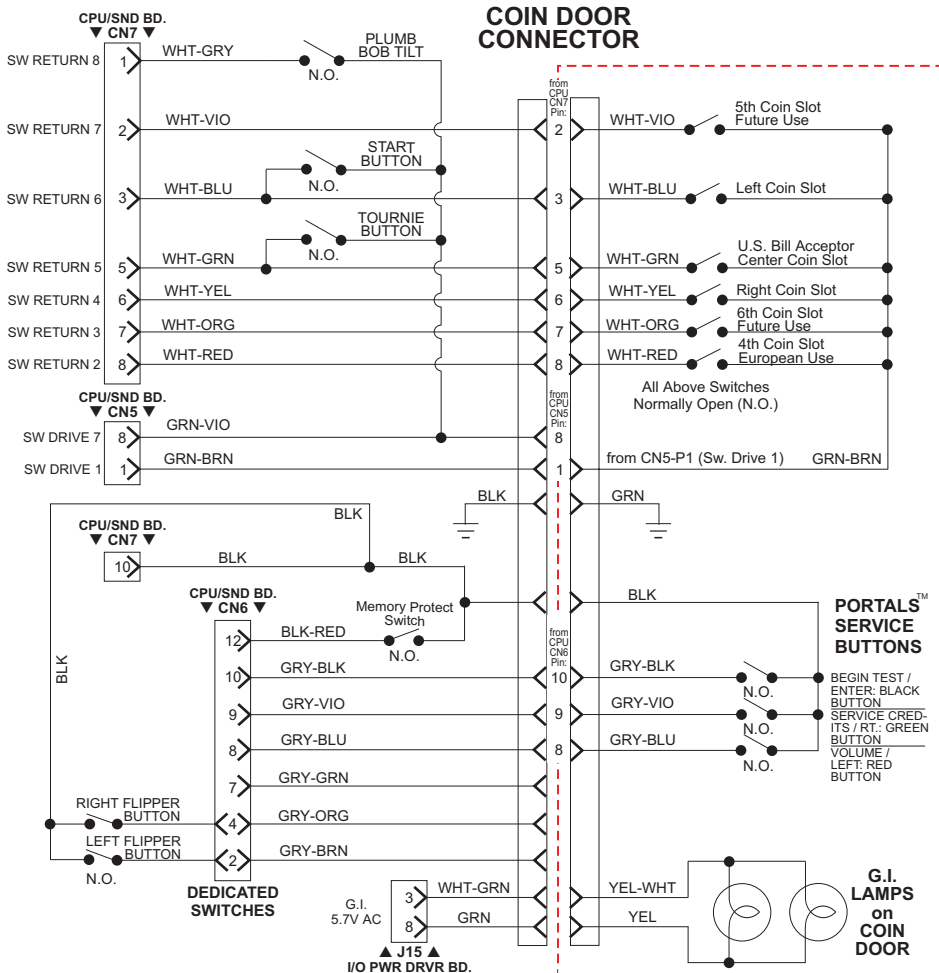 COIN DOOR
CONNECTOR
CPU/SND BD.
▼ CN7 ▼
SW RETURN 8
1
WHT-GRY
N.O.
PLUMB
BOB TILT
SW RETURN 7
2
WHT-VIO
START
BUTTON
N.O.
SW RETURN 6
3
WHT-BLU
TOURNIE
BUTTON
N.O.
SW RETURN 5
5
WHT-GRN
SW RETURN 4
6
WHT-YEL
SW RETURN 3
7
WHT-ORG
SW RETURN 2
8
WHT-RED
from
CPU
CN7
Pin:
2
WHT-VIO
5th Coin Slot
Future Use
3
WHT-BLU
Left Coin Slot
5
WHT-GRN
U.S. Bill Acceptor
Center Coin Slot
6
WHT-YEL
Right Coin Slot
7
WHT-ORG
6th Coin Slot
Future Use
8
WHT-RED
4th Coin Slot
European Use
All Above Switches
Normally Open (N.O.)
CPU/SND BD.
▼ CN5 ▼
SW DRIVE 7
8
GRN-VIO
SW DRIVE 1
1
GRN-BRN
from
CPU
CN5
Pin:
8
1
from CN5-P1 (Sw. Drive 1)
GRN-BRN
BLK
GRN
BLK
CPU/SND BD.
▼ CN7 ▼
10
BLK
BLK
BLK
CPU/SND BD.
▼ CN6 ▼
Memory Protect
Switch
N.O.
12
BLK-RED
10
GRY-BLK
9
GRY-VIO
8
GRY-BLU
7
GRY-GRN
4
GRY-ORG
2
GRY-BRN
BLK
RIGHT FLIPPER
BUTTON
LEFT FLIPPER
BUTTON
N.O.
DEDICATED
SWITCHES
from
CPU
CN6
Pin:
10
GRY-BLK
N.O.
9
GRY-VIO
N.O.
8
GRY-BLU
N.O.
PORTALS™
SERVICE
BUTTONS
BEGIN TEST /
ENTER: BLACK
BUTTON
SERVICE CRED-
ITS / RT.: GREEN
BUTTON
VOLUME /
LEFT: RED
BUTTON
G.I.
5.7V AC
3
WHT-GRN
8
GRN
▲ J15 ▲
I/O PWR DRVR BD.
YEL-WHT
YEL
G.I.
LAMPS
on
COIN
DOOR